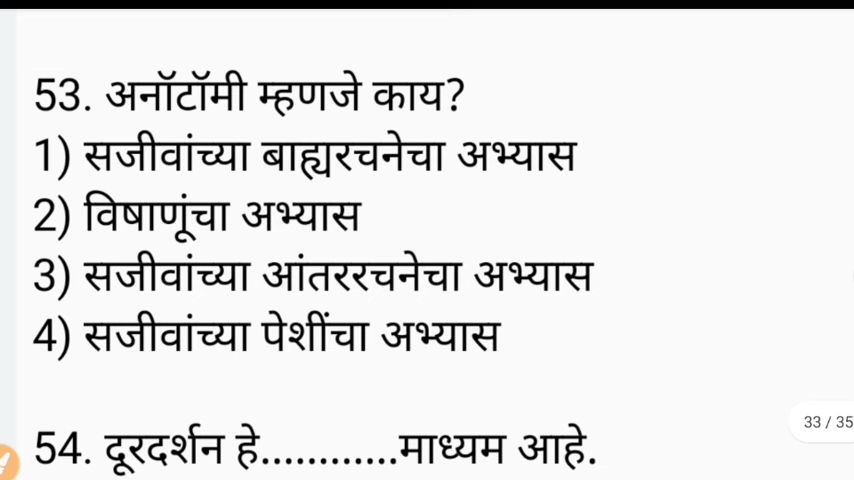 53. अनॉटॉमी म्हणजे काय?
1) सजीवांच्या बाह्यरचनेचा अभ्यास
2) विषाणूंचा अभ्यास
3) सजीवांच्या आंतररचनेचा अभ्यास
4) सजीवांच्या पेशींचा अभ्यास
33 / 35
54. दूरदर्शन हे............माध्यम आहे.